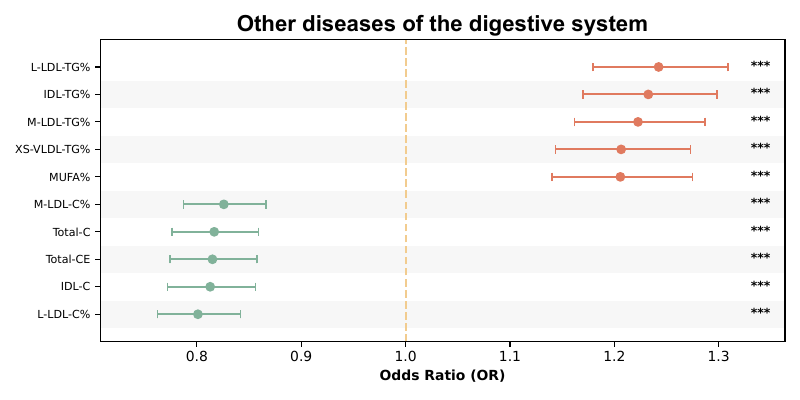 Other diseases of the digestive system
L-LDL-TG% ***
IDL-TG% ***
M-LDL-TG% ***
XS-VLDL-TG% ***
MUFA% ***
M-LDL-C% ***
Total-C ***
Total-CE ***
IDL-C ***
L-LDL-C% ***
0.8 0.9 1.0 1.1 1.2 1.3
Odds Ratio (OR)